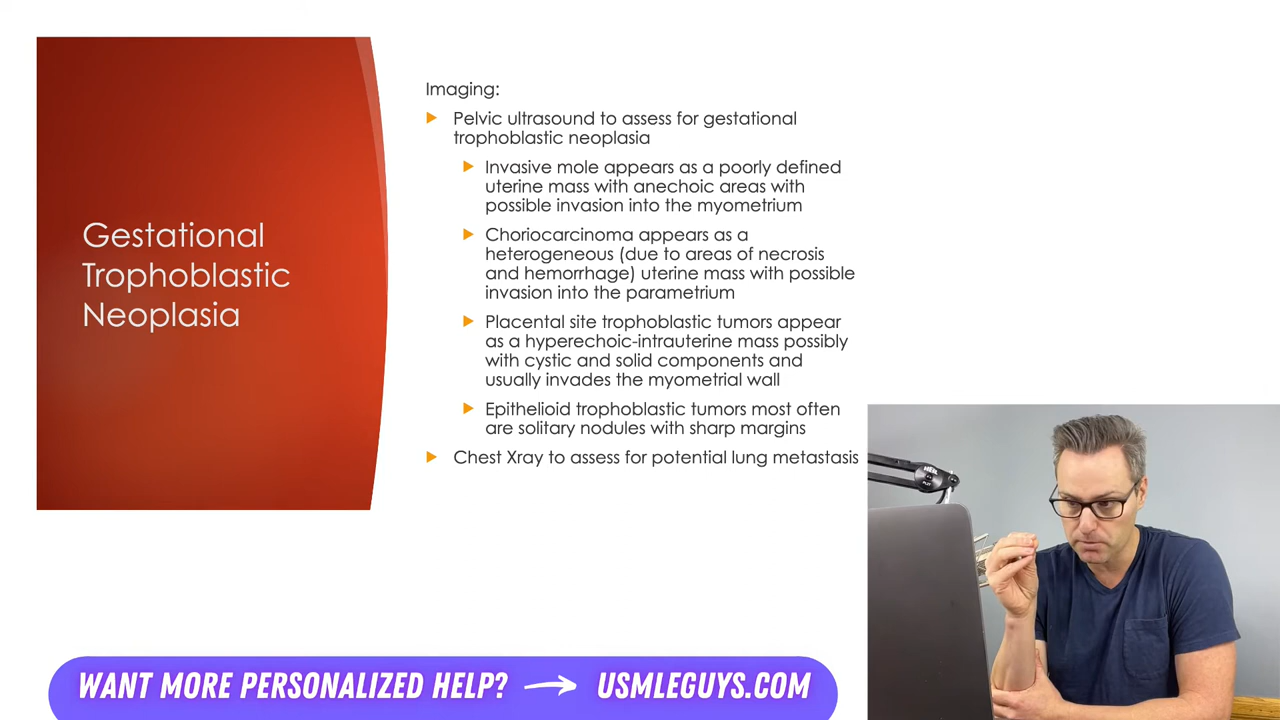 Gestational
Trophoblastic
Neoplasia
Imaging:
Pelvic ultrasound to assess for gestational
trophoblastic neoplasia
Invasive mole appears as a poorly defined
uterine mass with anechoic areas with
possible invasion into the myometrium
Choriocarcinoma appears as a
heterogeneous (due to areas of necrosis
and hemorrhage) uterine mass with possible
invasion into the parametrium
Placental site trophoblastic tumors appear
as a hyperechoic-intrauterine mass possibly
with cystic and solid components and
usually invades the myometrial wall
Epithelioid trophoblastic tumors most often
are solitary nodules with sharp margins
Chest Xray to assess for potential lung metastasis
WANT MORE PERSONALIZED HELP? → USMLEGUYS.COM